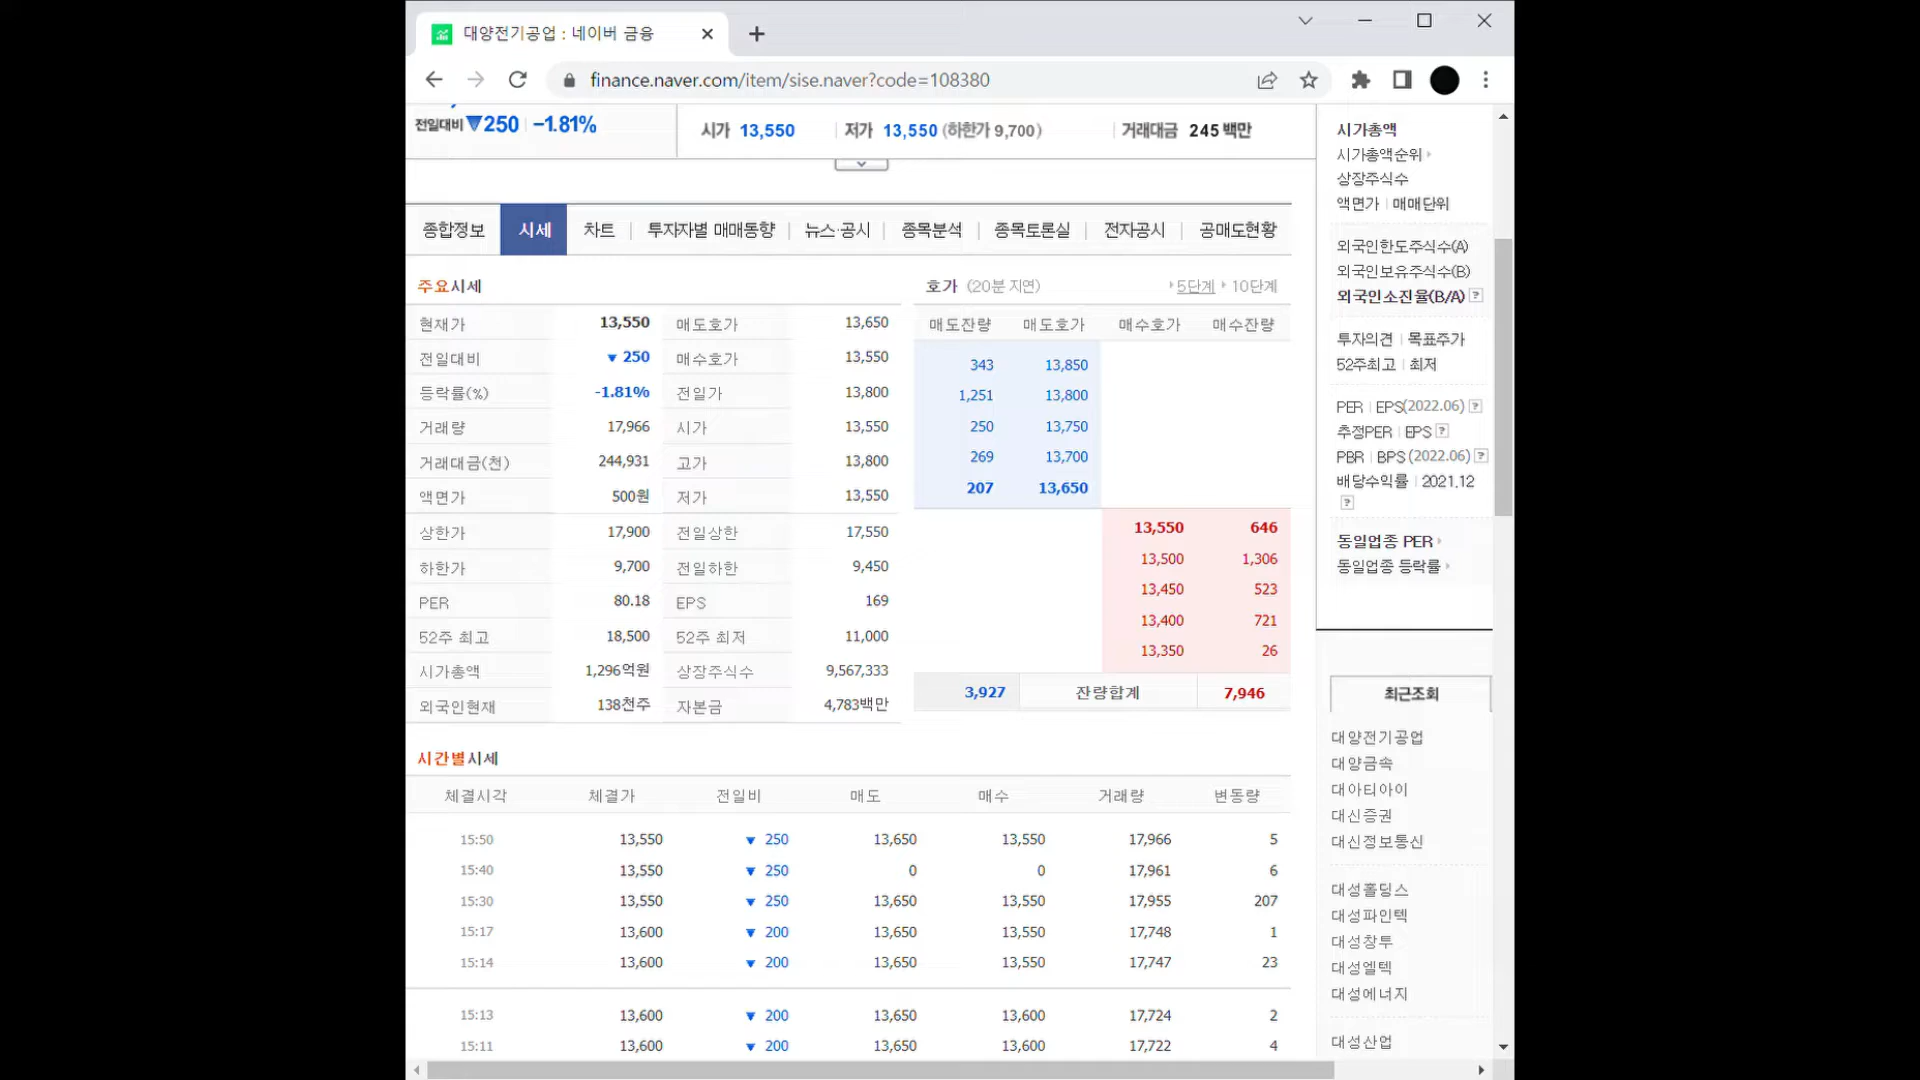 대양전기공업 : 네이버 금융
finance.naver.com/item/sise.naver?code=108380
전일대비 ▼250 -1.81%
시가 13,550 저가 13,550 (하한가 9,700) 거래대금 245 백만
종합정보 시세 차트 투자자별 매매동향 뉴스·공시 종목분석 종목토론실 전자공시 공매도현황
주요시세
현재가 13,550 매도호가 13,650
전일대비 ▼ 250 매수호가 13,550
등락률(%) -1.81% 전일가 13,800
거래량 17,966 시가 13,550
거래대금(천) 244,931 고가 13,800
액면가 500원 저가 13,550
상한가 17,900 전일상한 17,550
하한가 9,700 전일하한 9,450
PER 80.18 EPS 169
52주 최고 18,500 52주 최저 11,000
시가총액 1,296억원 상장주식수 9,567,333
외국인현재 138천주 자본금 4,783백만
호가 (20분 지연) 5단계 10단계
매도잔량 매도호가 매수호가 매수잔량
343 13,850
1,251 13,800
250 13,750
269 13,700
207 13,650
13,550 646
13,500 1,306
13,450 523
13,400 721
13,350 26
3,927 잔량합계 7,946
시간별시세
체결시각 체결가 전일비 매도 매수 거래량 변동량
15:50 13,550 ▼ 250 13,650 13,550 17,966 5
15:40 13,550 ▼ 250 0 0 17,961 6
15:30 13,550 ▼ 250 13,650 13,550 17,955 207
15:17 13,600 ▼ 200 13,650 13,550 17,748 1
15:14 13,600 ▼ 200 13,650 13,550 17,747 23
15:13 13,600 ▼ 200 13,650 13,600 17,724 2
15:11 13,600 ▼ 200 13,650 13,600 17,722 4
시가총액
시가총액순위
상장주식수
액면가 | 매매단위
외국인한도주식수(A)
외국인보유주식수(B)
외국인소진율(B/A) ?
투자의견 | 목표주가
52주최고 | 최저
PER | EPS(2022.06) ?
추정PER | EPS ?
PBR | BPS (2022.06) ?
배당수익률 | 2021.12
?
동일업종 PER
동일업종 등락률
최근조회
대양전기공업
대양금속
대아티아이
대신증권
대신정보통신
대성홀딩스
대성파인텍
대성창투
대성엘텍
대성에너지
대성산업